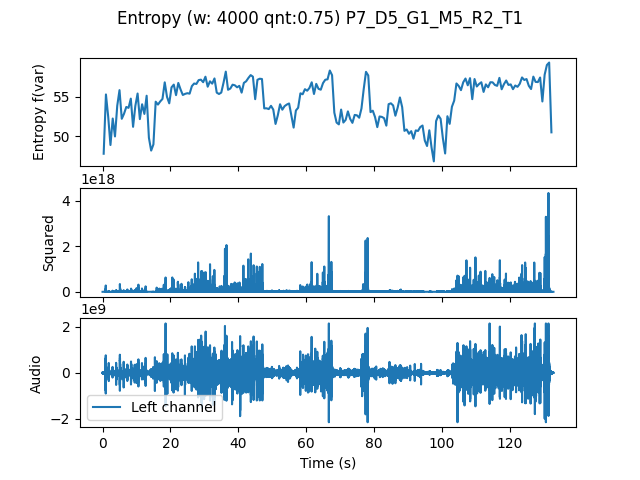 Entropy (w: 4000 qnt:0.75) P7_D5_G1_M5_R2_T1
Entropy f(var)
55
50
1e18
Squared
4
2
0
1e9
Audio
2
0
−2
Left channel
0 20 40 60 80 100 120
Time (s)